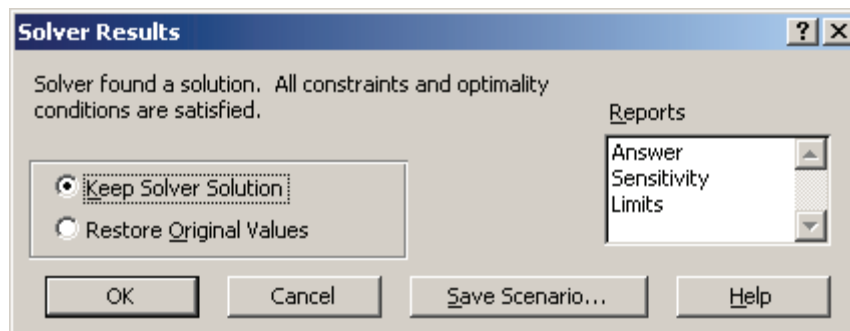 Solver Results
Solver found a solution. All constraints and optimality
conditions are satisfied.
Reports
Answer
Sensitivity
Limits
Keep Solver Solution
Restore Original Values
OK Cancel Save Scenario... Help